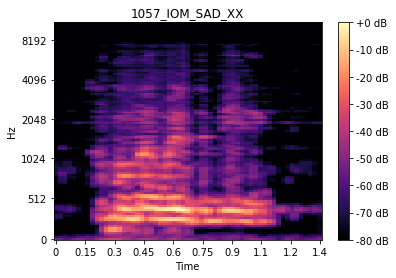 1057_IOM_SAD_XX
Hz
8192
4096
2048
1024
512
0
0 0.15 0.3 0.45 0.6 0.75 0.9 1.1 1.2 1.4
Time
+0 dB
-10 dB
-20 dB
-30 dB
-40 dB
-50 dB
-60 dB
-70 dB
-80 dB